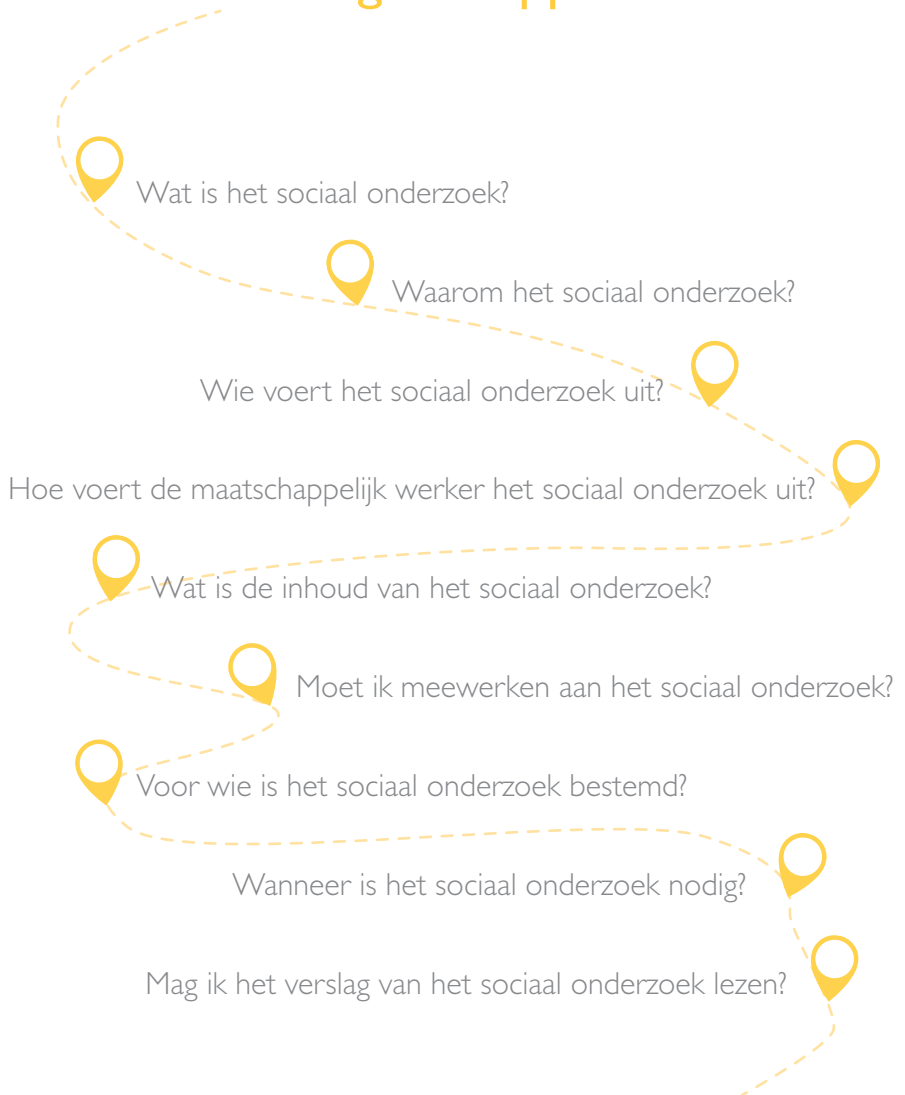 Wat is het sociaal onderzoek?
Waarom het sociaal onderzoek?
Wie voert het sociaal onderzoek uit?
Hoe voert de maatschappelijk werker het sociaal onderzoek uit?
Wat is de inhoud van het sociaal onderzoek?
Moet ik meewerken aan het sociaal onderzoek?
Voor wie is het sociaal onderzoek bestemd?
Wanneer is het sociaal onderzoek nodig?
Mag ik het verslag van het sociaal onderzoek lezen?